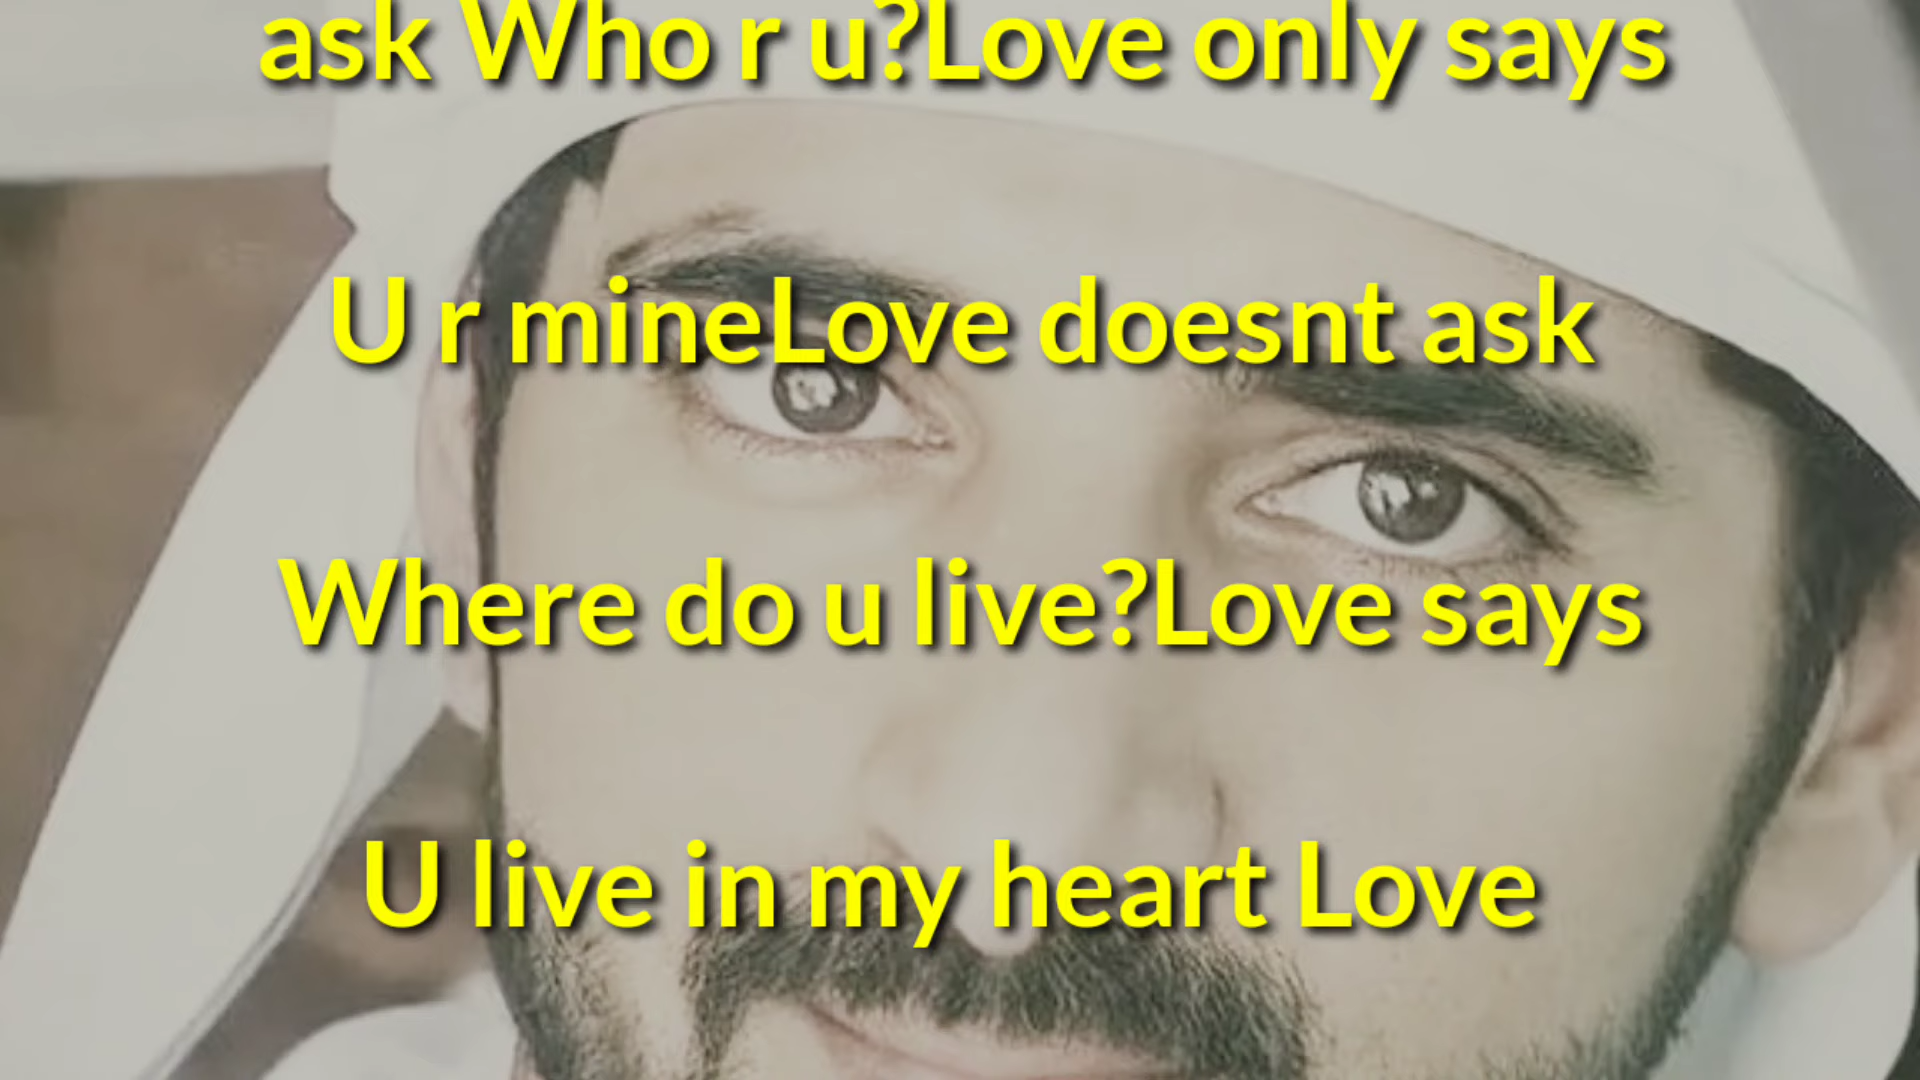 ask Who r u?Love only says
U r mineLove doesnt ask
Where do u live?Love says
U live in my heart Love